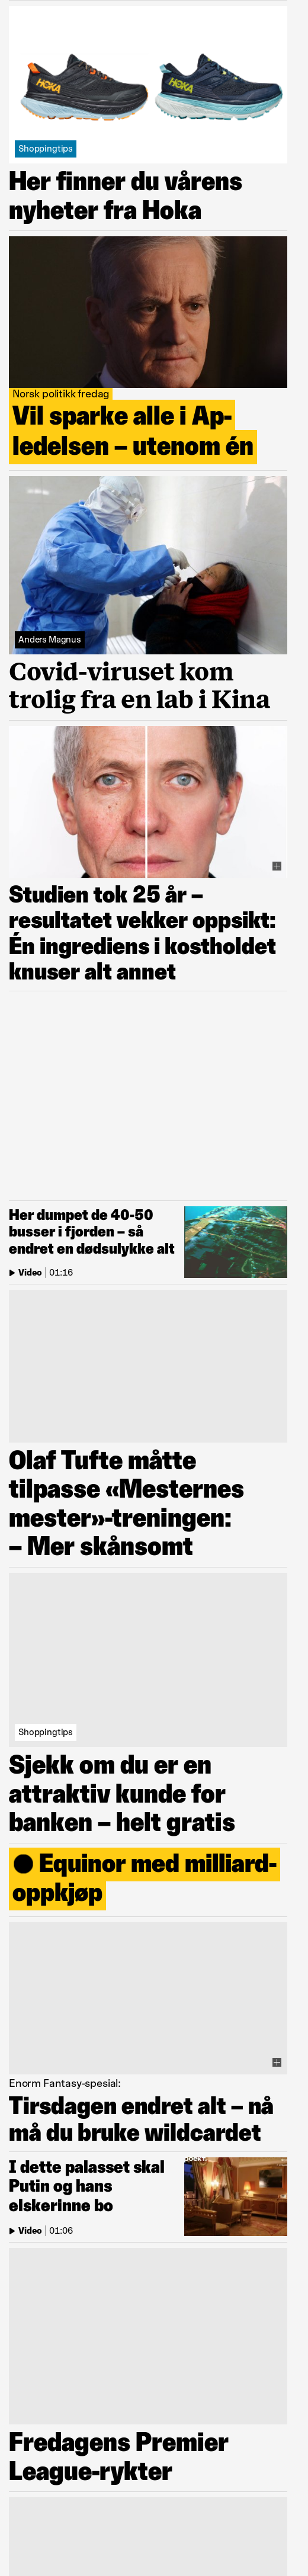 HOKA
HOKA
Shoppingtips
Her finner du vårens
nyheter fra Hoka
Norsk politikk fredag
Vil sparke alle i Ap-
ledelsen – utenom én
Anders Magnus
Covid-viruset kom
trolig fra en lab i Kina
Studien tok 25 år –
resultatet vekker oppsikt:
Én ingrediens i kostholdet
knuser alt annet
Her dumpet de 40-50
busser i fjorden – så
endret en dødsulykke alt
Video | 01:16
Olaf Tufte måtte
tilpasse «Mesternes
mester»-treningen:
– Mer skånsomt
Shoppingtips
Sjekk om du er en
attraktiv kunde for
banken – helt gratis
● Equinor med milliard-
oppkjøp
Enorm Fantasy-spesial:
Tirsdagen endret alt – nå
må du bruke wildcardet
I dette palasset skal
Putin og hans
elskerinne bo
Video | 01:06
Fredagens Premier
League-rykter